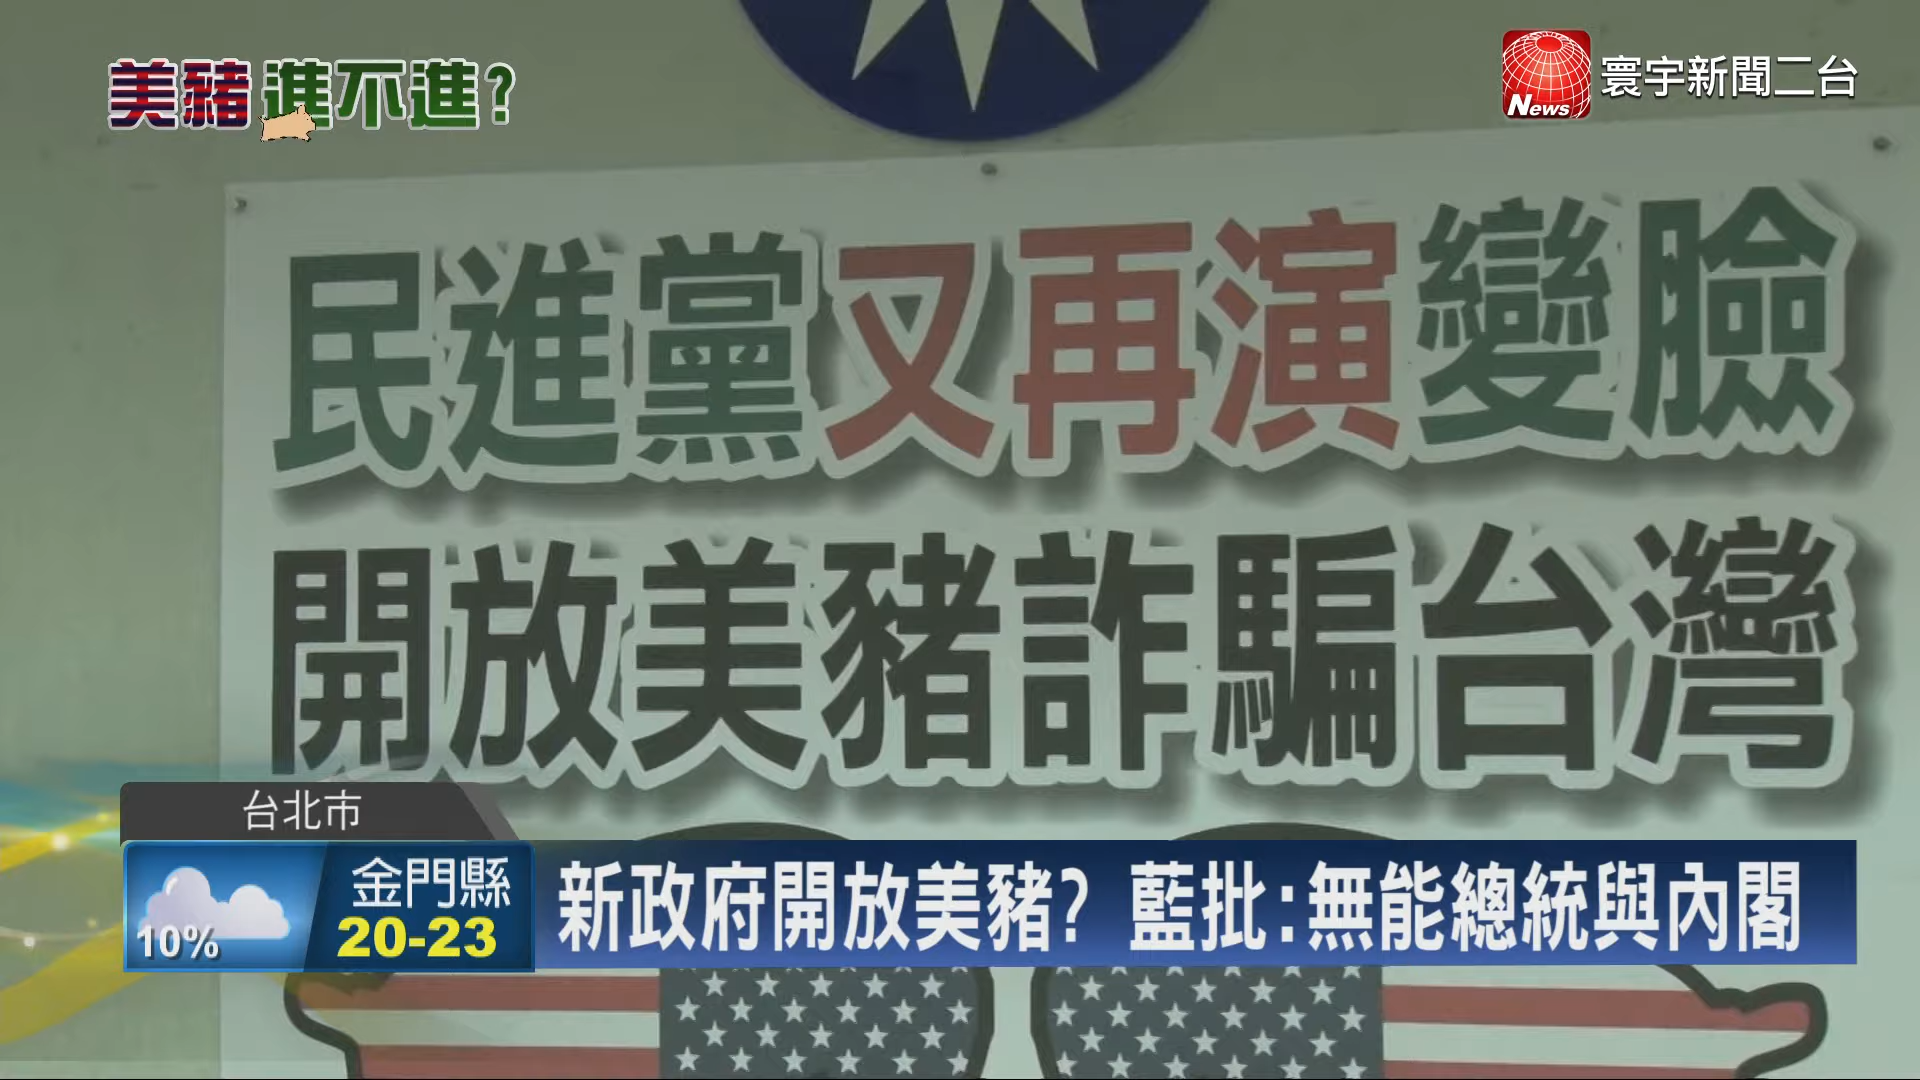 美豬進不進?
News
寰宇新聞二台
民進黨又再演變臉
開放美豬詐騙台灣
台北市
金門縣
10%
20-23
新政府開放美豬? 藍批:無能總統與內閣